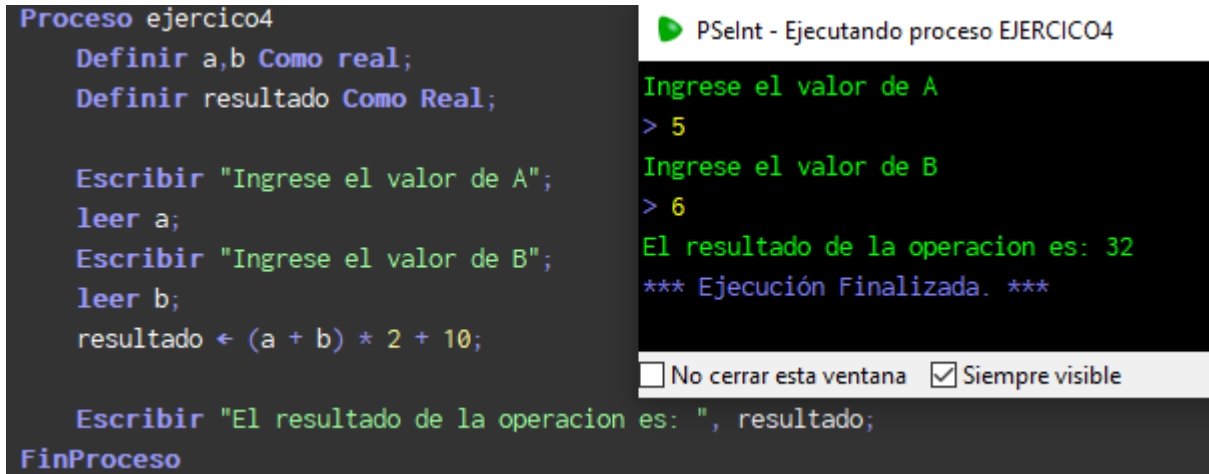 Proceso ejercico4
Definir a,b Como real;
Definir resultado Como Real;
Escribir "Ingrese el valor de A";
leer a;
Escribir "Ingrese el valor de B";
leer b;
resultado ← (a + b) * 2 + 10;
Escribir "El resultado de la operacion es: ", resultado;
FinProceso
PSeInt - Ejecutando proceso EJERCICO4
Ingrese el valor de A
> 5
Ingrese el valor de B
> 6
El resultado de la operacion es: 32
*** Ejecución Finalizada. ***
No cerrar esta ventana Siempre visible